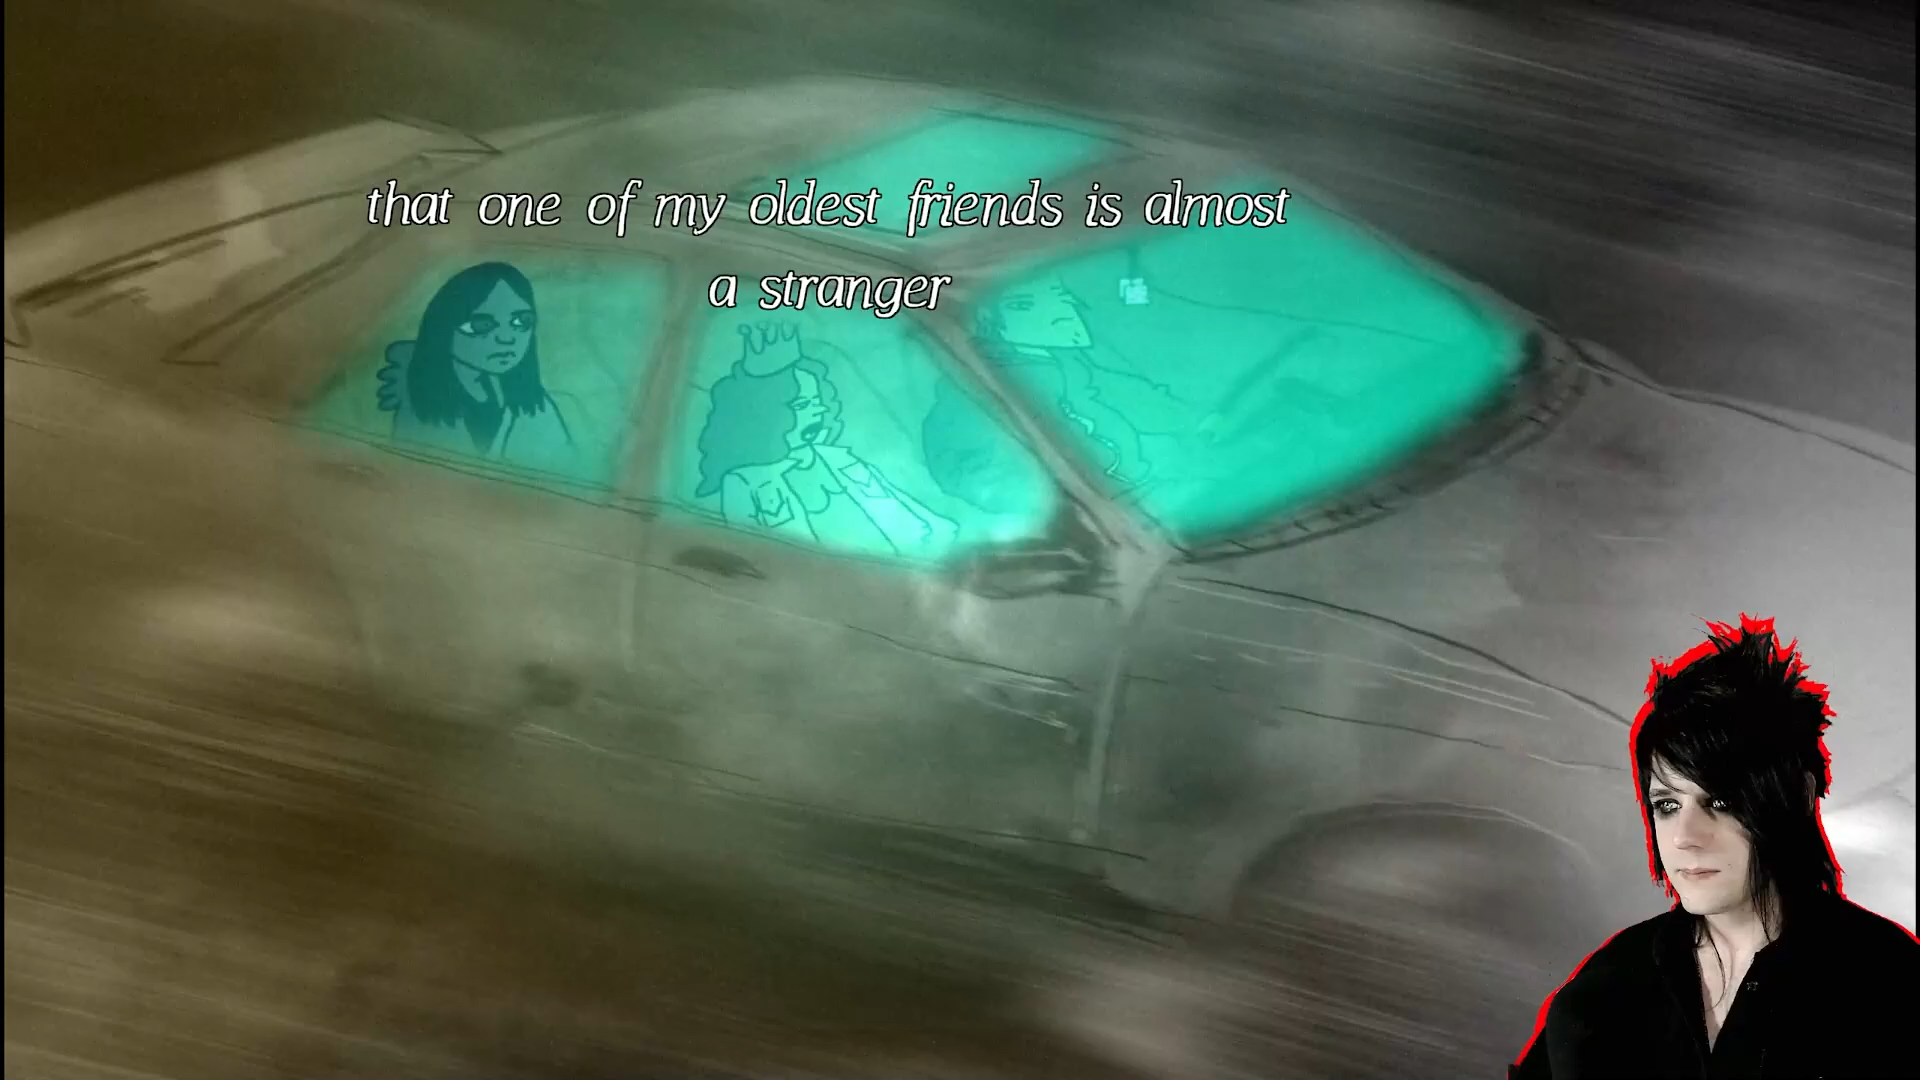 that one of my oldest friends is almost
a stranger